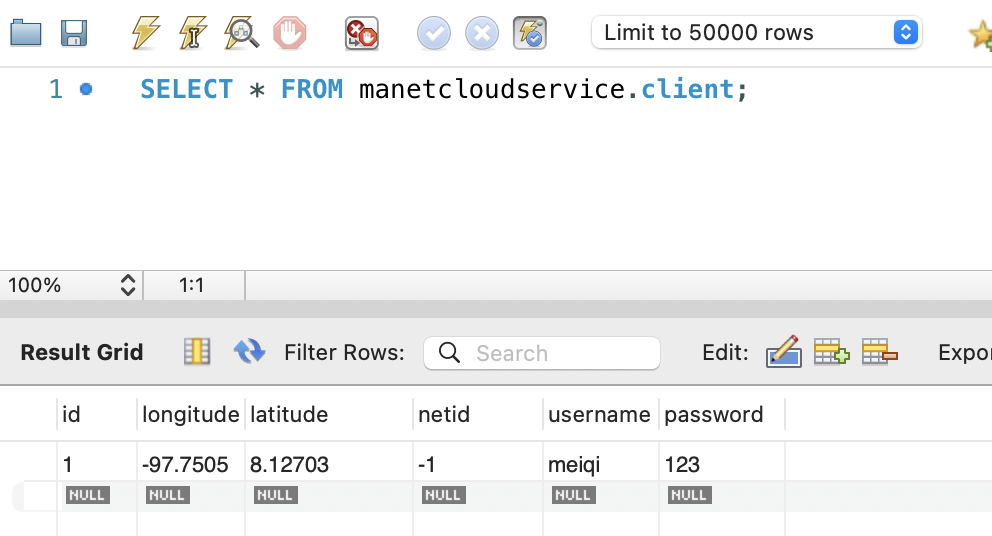 Limit to 50000 rows
1 SELECT * FROM manetcloudservice.client;
100% 1:1
Result Grid Filter Rows: Search Edit: Expor
id longitude latitude netid username password
1 -97.7505 8.12703 -1 meiqi 123
NULL NULL NULL NULL NULL NULL